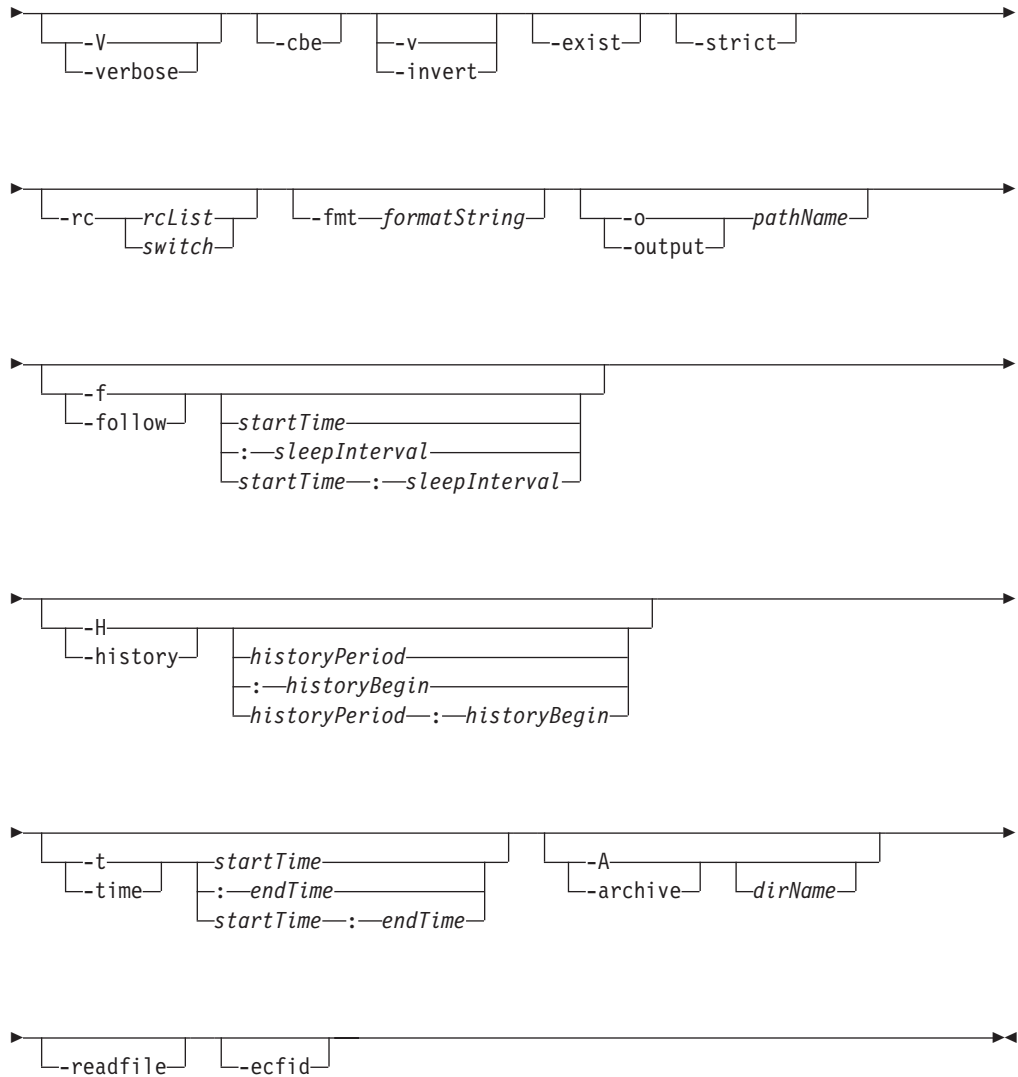 -V -cbe -v -exist -strict
-verbose -invert
-rc rcList -fmt formatString -o pathName
switch -output
-f
-follow startTime
: sleepInterval
startTime : sleepInterval
-H
-history historyPeriod
: historyBegin
historyPeriod : historyBegin
-t startTime -A
-time : endTime -archive dirName
startTime : endTime
-readfile -ecfid